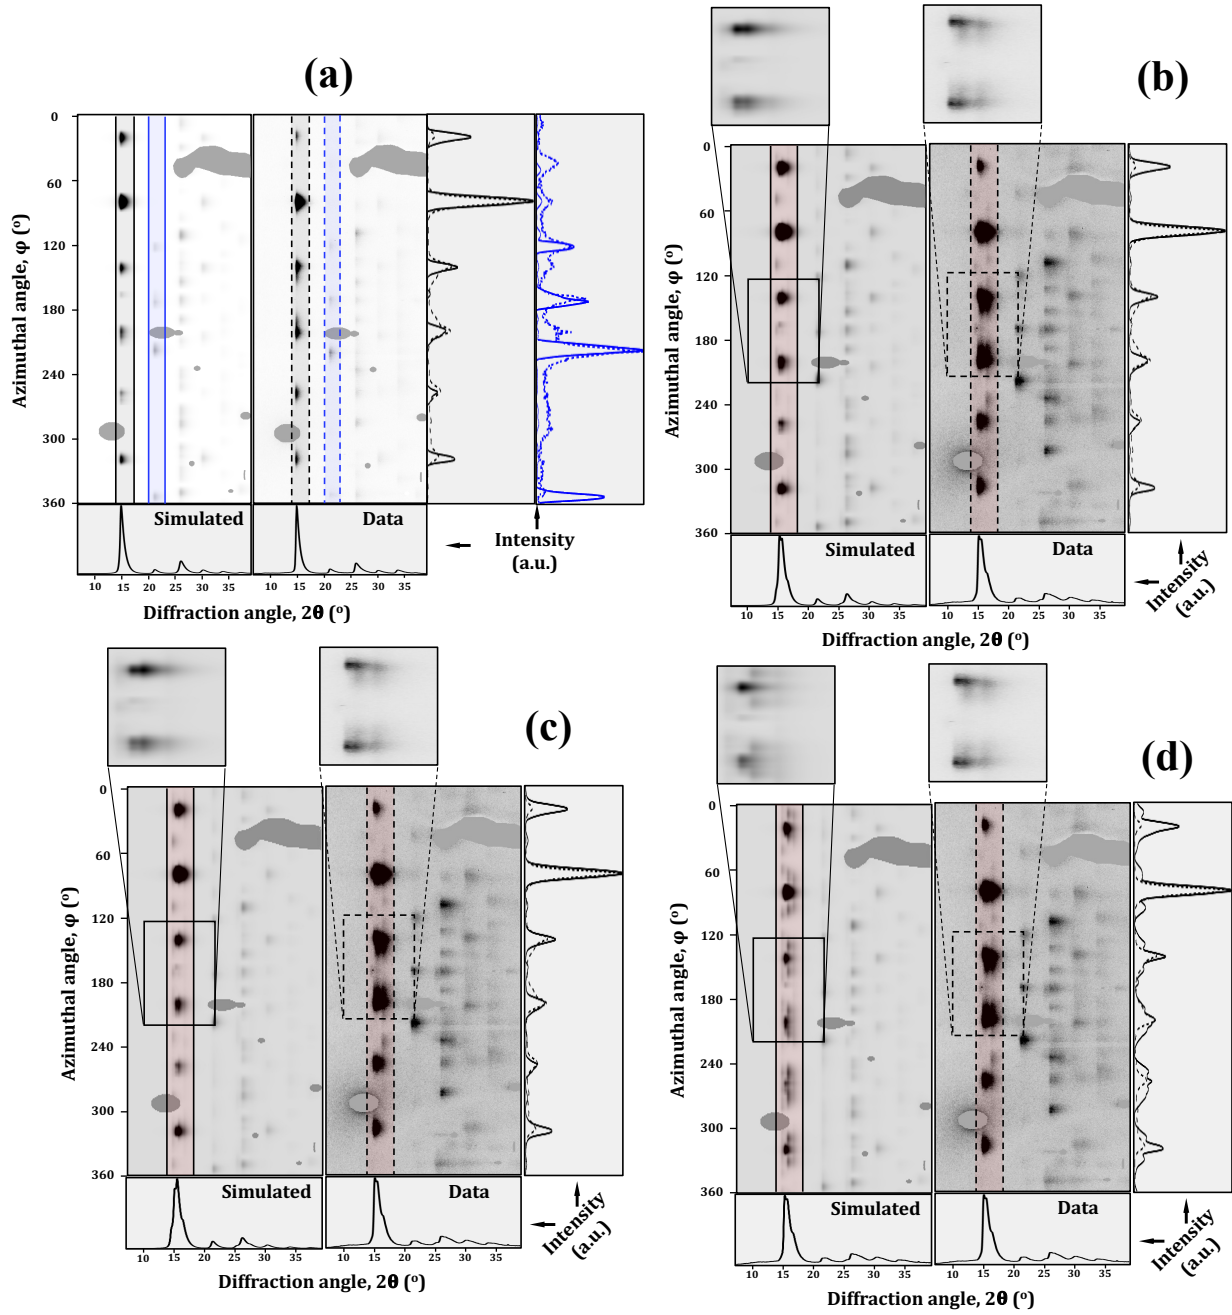 (a)
0
60
120
180
240
300
360
Azimuthal angle, φ (°)
Simulated
Data
10 15 20 25 30 35
10 15 20 25 30 35
Diffraction angle, 2θ (°)
Intensity
(a.u.)
(b)
0
60
120
180
240
300
360
Azimuthal angle, φ (°)
Simulated
Data
10 15 20 25 30 35
10 15 20 25 30 35
Diffraction angle, 2θ (°)
Intensity
(a.u.)
(c)
0
60
120
180
240
300
360
Azimuthal angle, φ (°)
Simulated
Data
10 15 20 25 30 35
10 15 20 25 30 35
Diffraction angle, 2θ (°)
Intensity
(a.u.)
(d)
0
60
120
180
240
300
360
Azimuthal angle, φ (°)
Simulated
Data
10 15 20 25 30 35
10 15 20 25 30 35
Diffraction angle, 2θ (°)
Intensity
(a.u.)